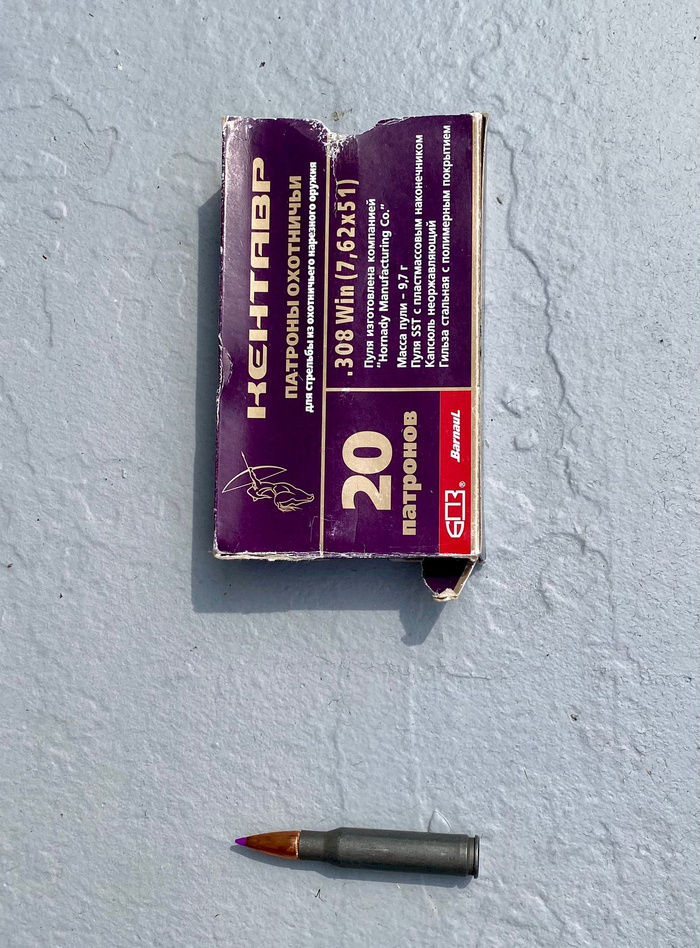 КЕНТАВР
ПАТРОНЫ ОХОТНИЧЬИ
для стрельбы из охотничьего нарезного оружия
.308 Win (7,62x51)
Пуля изготовлена компанией
"Hornady Manufacturing Co."
Масса пули – 9,7 г
Пуля SST с пластмассовым наконечником
Капсюль неоржавляющий
Гильза стальная с полимерным покрытием
20
патронов
БПЗ ®
Barnaul